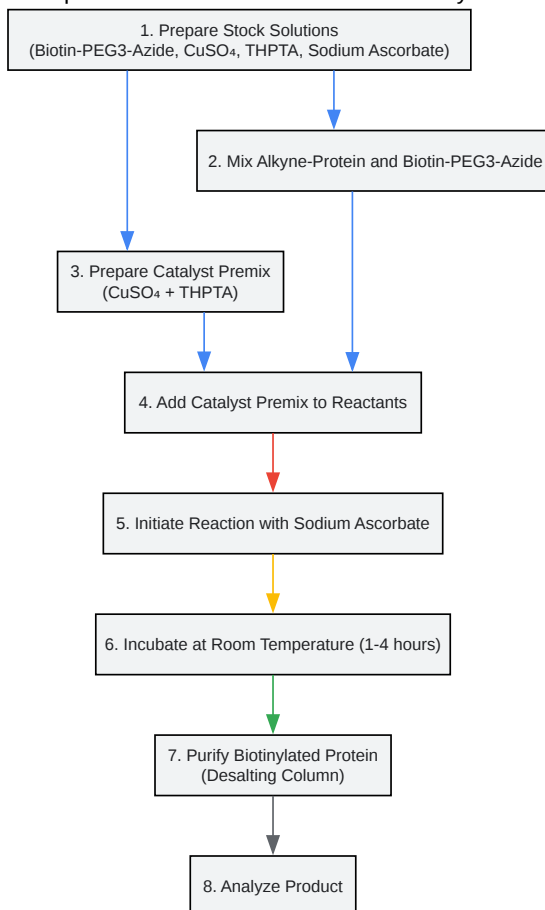 1. Prepare Stock Solutions
(Biotin-PEG3-Azide, CuSO₄, THPTA, Sodium Ascorbate)
2. Mix Alkyne-Protein and Biotin-PEG3-Azide
3. Prepare Catalyst Premix
(CuSO₄ + THPTA)
4. Add Catalyst Premix to Reactants
5. Initiate Reaction with Sodium Ascorbate
6. Incubate at Room Temperature (1-4 hours)
7. Purify Biotinylated Protein
(Desalting Column)
8. Analyze Product